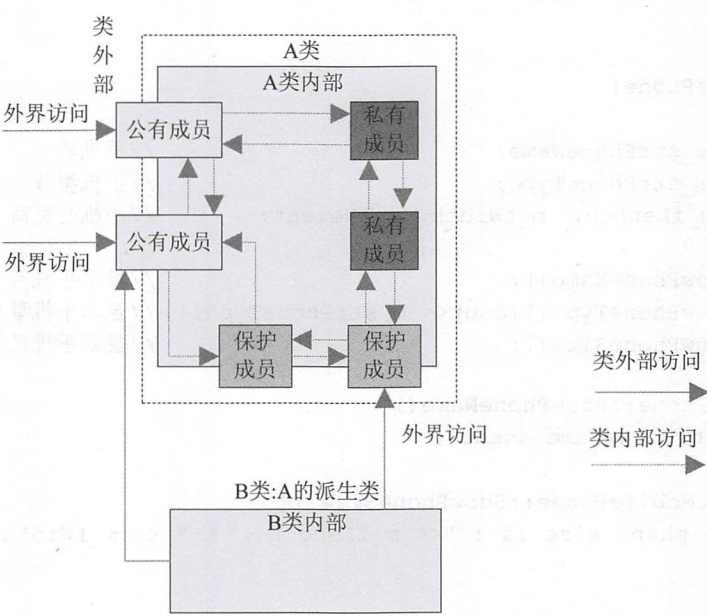 类
外
部
A类
A类内部
外界访问
公有成员
私有
成员
外界访问
公有成员
私有
成员
保护
成员
保护
成员
类外部访问
外界访问
类内部访问
B类:A的派生类
B类内部